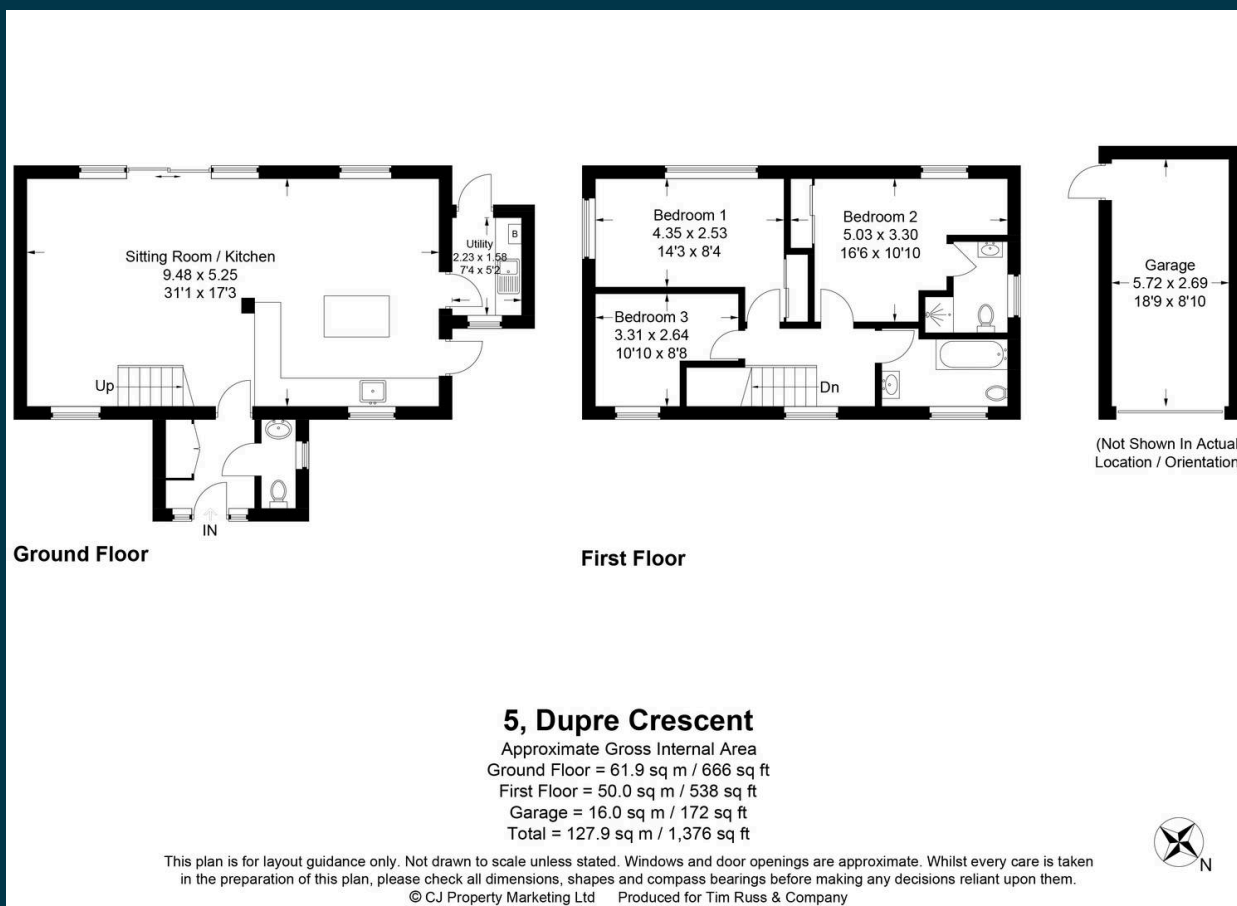 Sitting Room / Kitchen
9.48 x 5.25
31'1 x 17'3
Utility
2.23 x 1.58
7'4 x 5'2
B
Up
IN
Ground Floor
Bedroom 1
4.35 x 2.53
14'3 x 8'4
Bedroom 2
5.03 x 3.30
16'6 x 10'10
Bedroom 3
3.31 x 2.64
10'10 x 8'8
Dn
First Floor
Garage
5.72 x 2.69
18'9 x 8'10
(Not Shown In Actual
Location / Orientation
5, Dupre Crescent
Approximate Gross Internal Area
Ground Floor = 61.9 sq m / 666 sq ft
First Floor = 50.0 sq m / 538 sq ft
Garage = 16.0 sq m / 172 sq ft
Total = 127.9 sq m / 1,376 sq ft
N
This plan is for layout guidance only. Not drawn to scale unless stated. Windows and door openings are approximate. Whilst every care is taken
in the preparation of this plan, please check all dimensions, shapes and compass bearings before making any decisions reliant upon them.
© CJ Property Marketing Ltd Produced for Tim Russ & Company